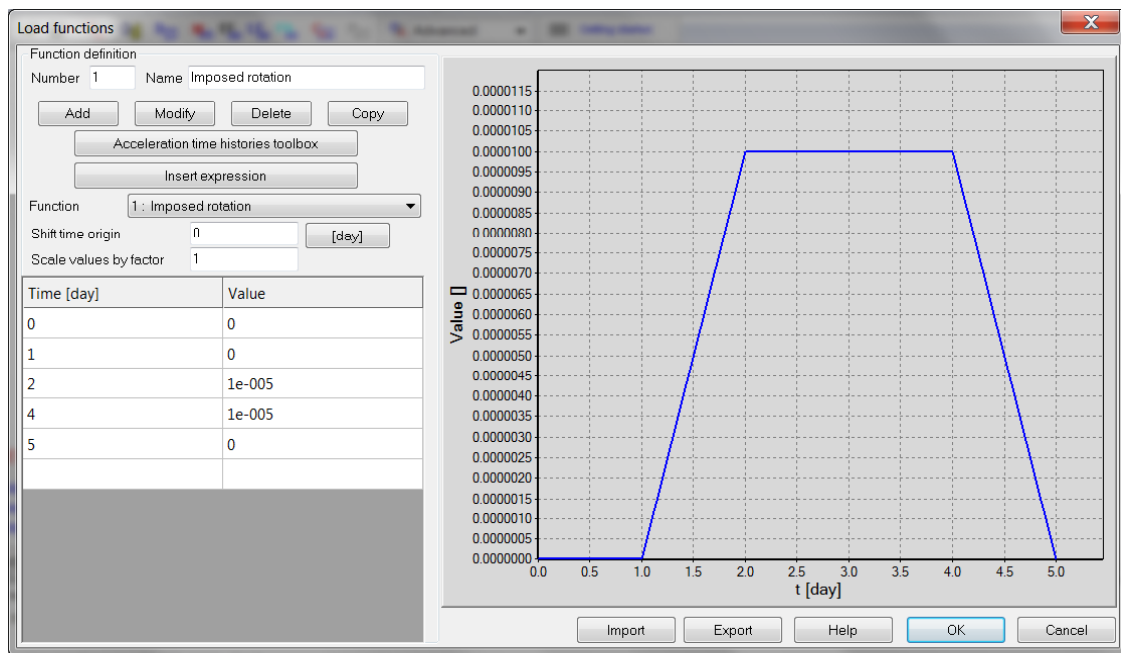 Load functions
X
Function definition
Number 1 Name Imposed rotation
Add Modify Delete Copy
Acceleration time histories toolbox
Insert expression
Function 1 : Imposed rotation
Shift time origin 0 [day]
Scale values by factor 1
Time [day] Value
0 0
1 0
2 1e-005
4 1e-005
5 0
Value []
0.0000115
0.0000110
0.0000105
0.0000100
0.0000095
0.0000090
0.0000085
0.0000080
0.0000075
0.0000070
0.0000065
0.0000060
0.0000055
0.0000050
0.0000045
0.0000040
0.0000035
0.0000030
0.0000025
0.0000020
0.0000015
0.0000010
0.0000005
0.0000000
0.0 0.5 1.0 1.5 2.0 2.5 3.0 3.5 4.0 4.5 5.0
t [day]
Import Export Help OK Cancel